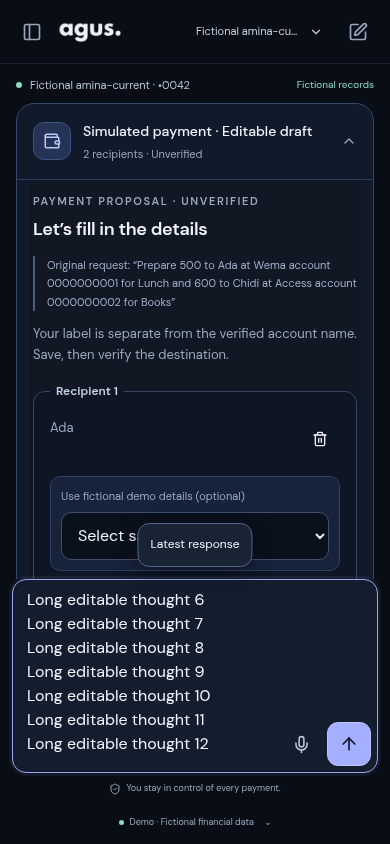 agus.
Fictional amina-cu...
Fictional amina-current · •0042
Fictional records
Simulated payment · Editable draft
2 recipients · Unverified
PAYMENT PROPOSAL · UNVERIFIED
Let’s fill in the details
Original request: “Prepare 500 to Ada at Wema account
0000000001 for Lunch and 600 to Chidi at Access account
0000000002 for Books”
Your label is separate from the verified account name.
Save, then verify the destination.
Recipient 1
Ada
Use fictional demo details (optional)
Select
Latest response
Long editable thought 6
Long editable thought 7
Long editable thought 8
Long editable thought 9
Long editable thought 10
Long editable thought 11
Long editable thought 12
You stay in control of every payment.
Demo · Fictional financial data